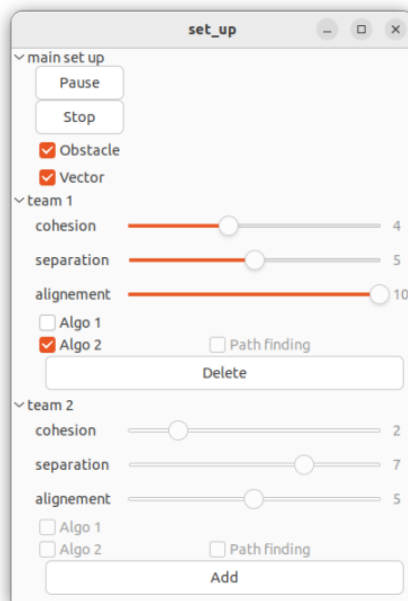 set_up
main set up
Pause
Stop
Obstacle
Vector
team 1
cohesion 4
separation 5
alignement 10
Algo 1
Algo 2 Path finding
Delete
team 2
cohesion 2
separation 7
alignement 5
Algo 1
Algo 2 Path finding
Add